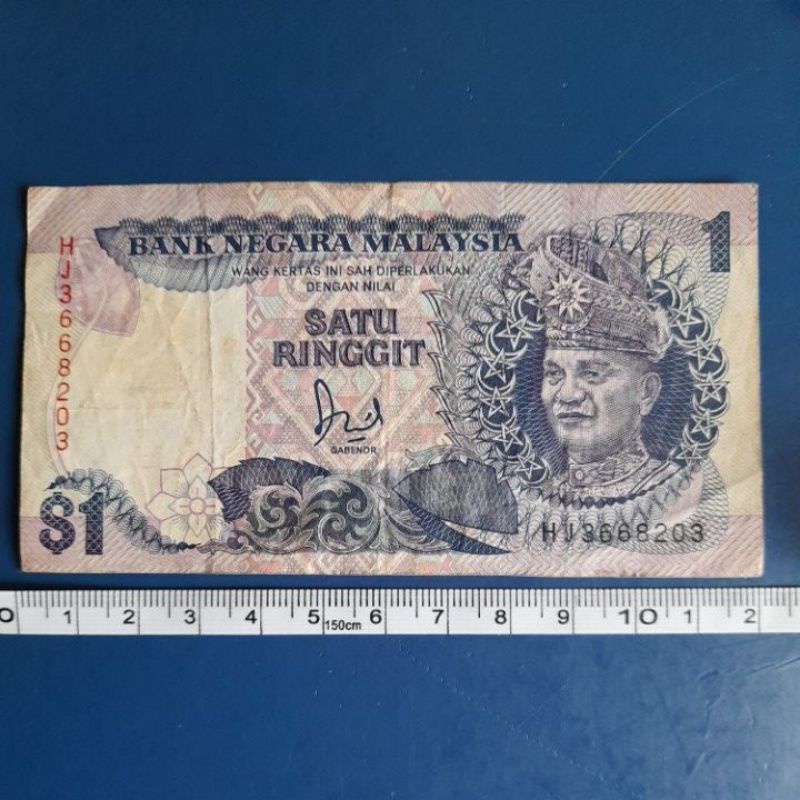 BANK NEGARA MALAYSIA
1
WANG KERTAS INI SAH DIPERLAKUKAN
DENGAN NILAI
SATU
RINGGIT
GABENOR
HJ3668203
$1
HJ3668203
0 1 2 3 4 5 6 7 8 9 10 1 2
150cm